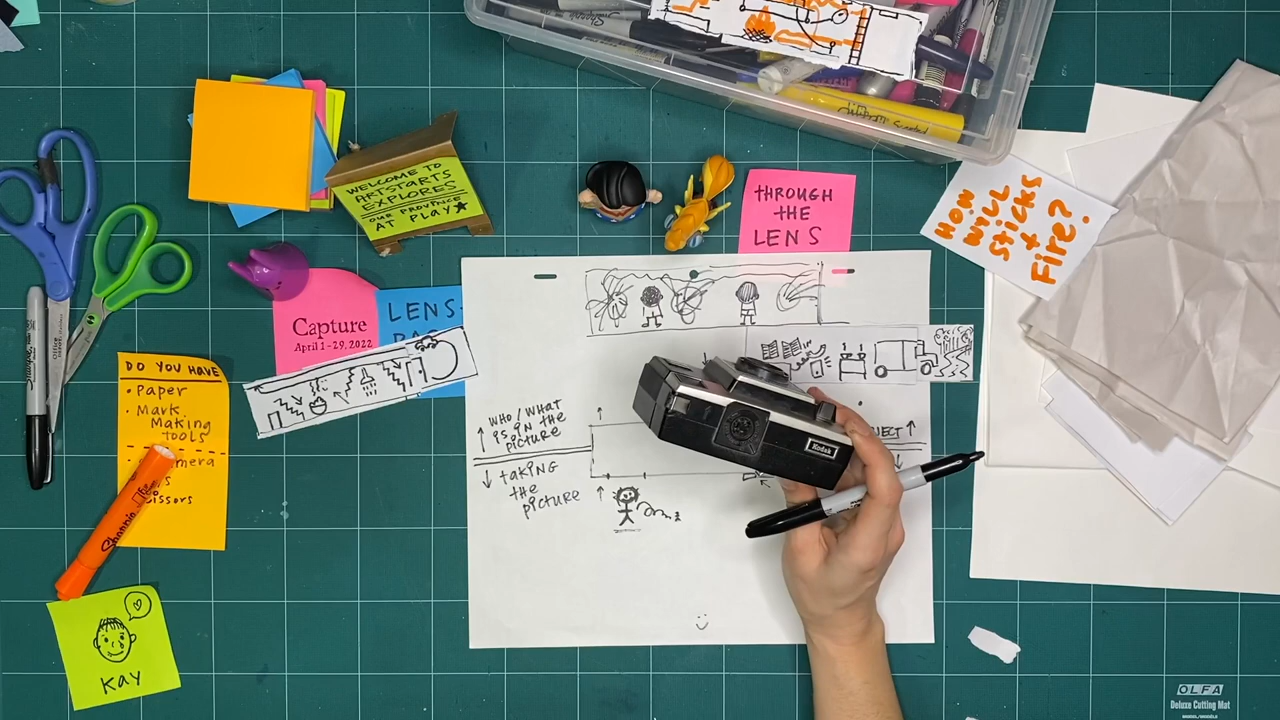 WELCOME TO
ARTSTARTS
EXPLORES
OUR PROVINCE
AT PLAY★
THROUGH
THE
LENS
How
will
sticks
+
Fire?
Capture
April 1-29, 2022
LENS-
DO YOU HAVE
• PAPER
• Mark
Making
tools
scissors
↑ WHO/WHAT
is in the
picture
↓ taking
the
picture
JECT ↑
Kodak
Sharpie
KAY
OLFA
Deluxe Cutting Mat